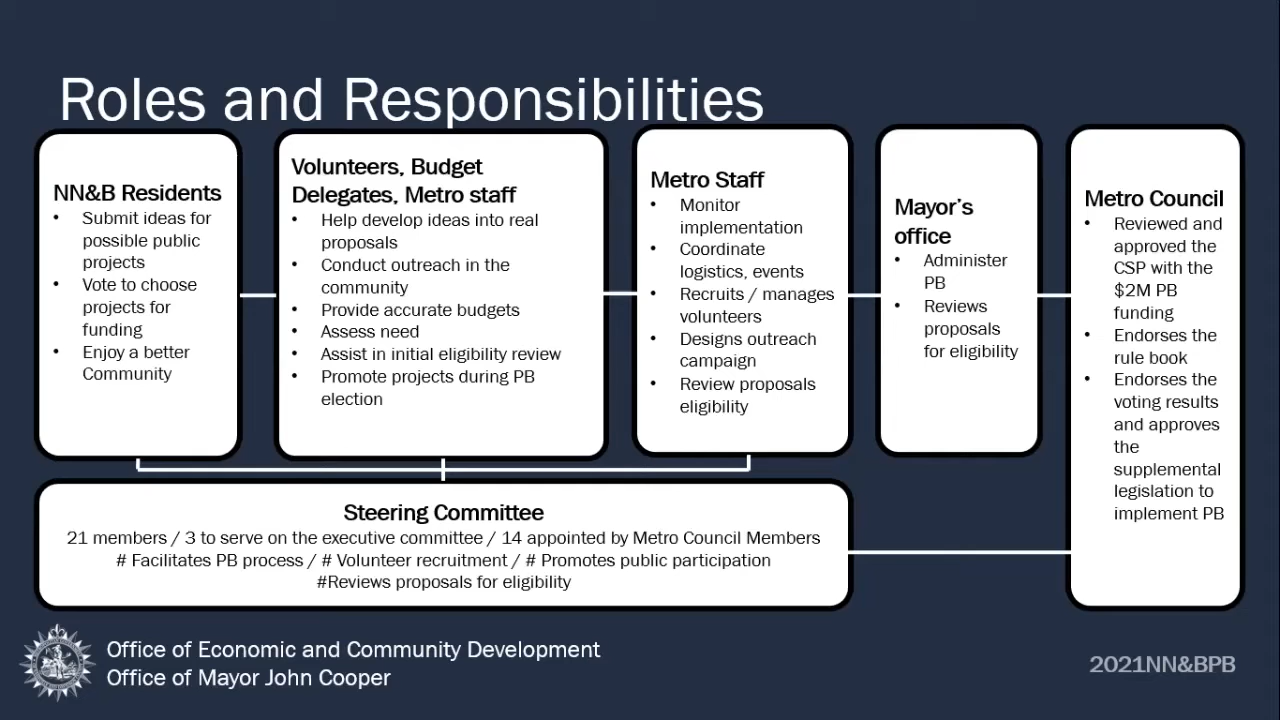 Roles and Responsibilities
NN&B Residents
• Submit ideas for
possible public
projects
• Vote to choose
projects for
funding
• Enjoy a better
Community
Volunteers, Budget
Delegates, Metro staff
• Help develop ideas into real
proposals
• Conduct outreach in the
community
• Provide accurate budgets
• Assess need
• Assist in initial eligibility review
• Promote projects during PB
election
Metro Staff
• Monitor
implementation
• Coordinate
logistics, events
• Recruits / manages
volunteers
• Designs outreach
campaign
• Review proposals
eligibility
Mayor's
office
• Administer
PB
• Reviews
proposals
for eligibility
Metro Council
• Reviewed and
approved the
CSP with the
$2M PB
funding
• Endorses the
rule book
• Endorses the
voting results
and approves
the
supplemental
legislation to
implement PB
Steering Committee
21 members / 3 to serve on the executive committee / 14 appointed by Metro Council Members
# Facilitates PB process / # Volunteer recruitment / # Promotes public participation
#Reviews proposals for eligibility
Office of Economic and Community Development
Office of Mayor John Cooper
2021NN&BPB